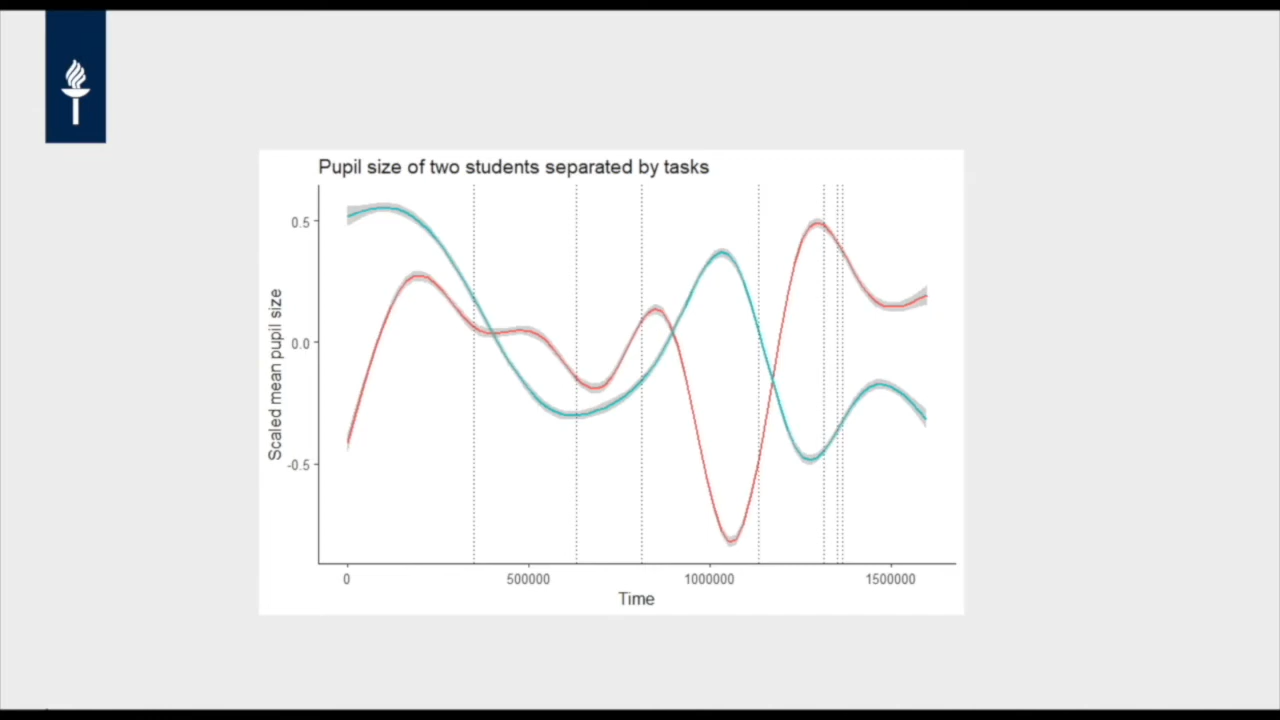 Pupil size of two students separated by tasks
Scaled mean pupil size
0.5
0.0
-0.5
0
500000
1000000
1500000
Time